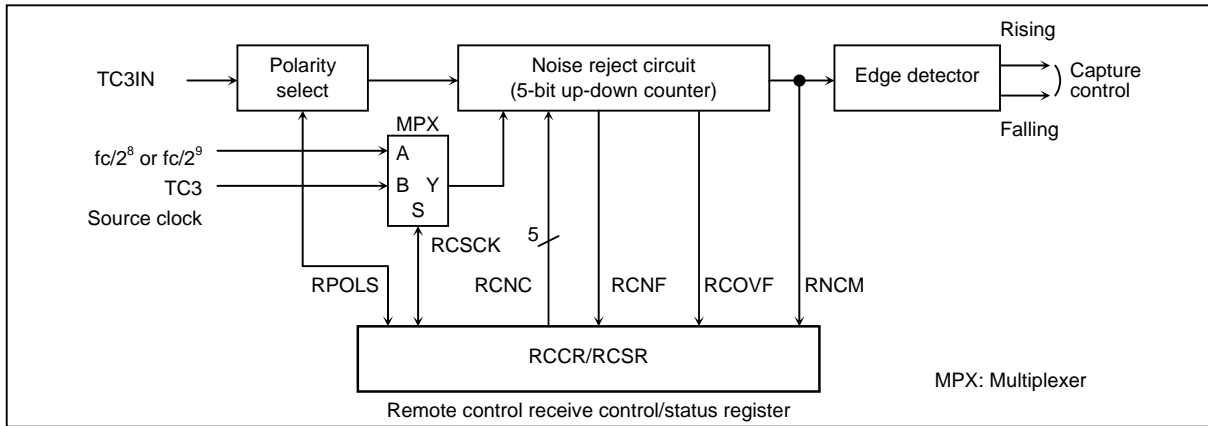 Rising
TC3IN
Polarity
select
Noise reject circuit
(5-bit up-down counter)
Edge detector
Capture
control
Falling
MPX
fc/2⁸ or fc/2⁹
A
TC3
B Y
Source clock
S
RCSCK
5
RPOLS
RCNC
RCNF
RCOVF
RNCM
RCCR/RCSR
MPX: Multiplexer
Remote control receive control/status register